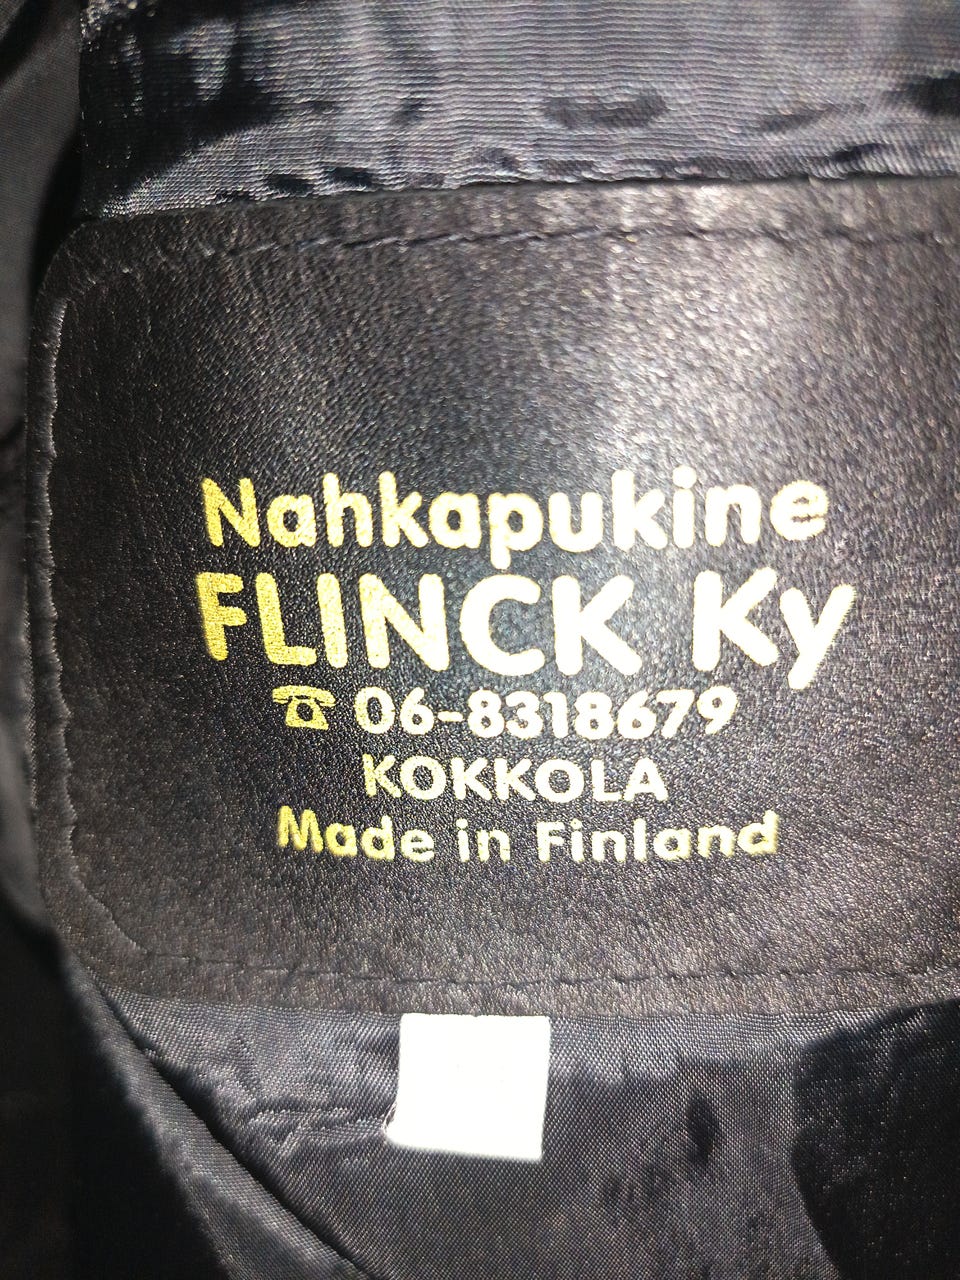 Nahkapukine
FLINCK Ky
☎ 06-8318679
KOKKOLA
Made in Finland